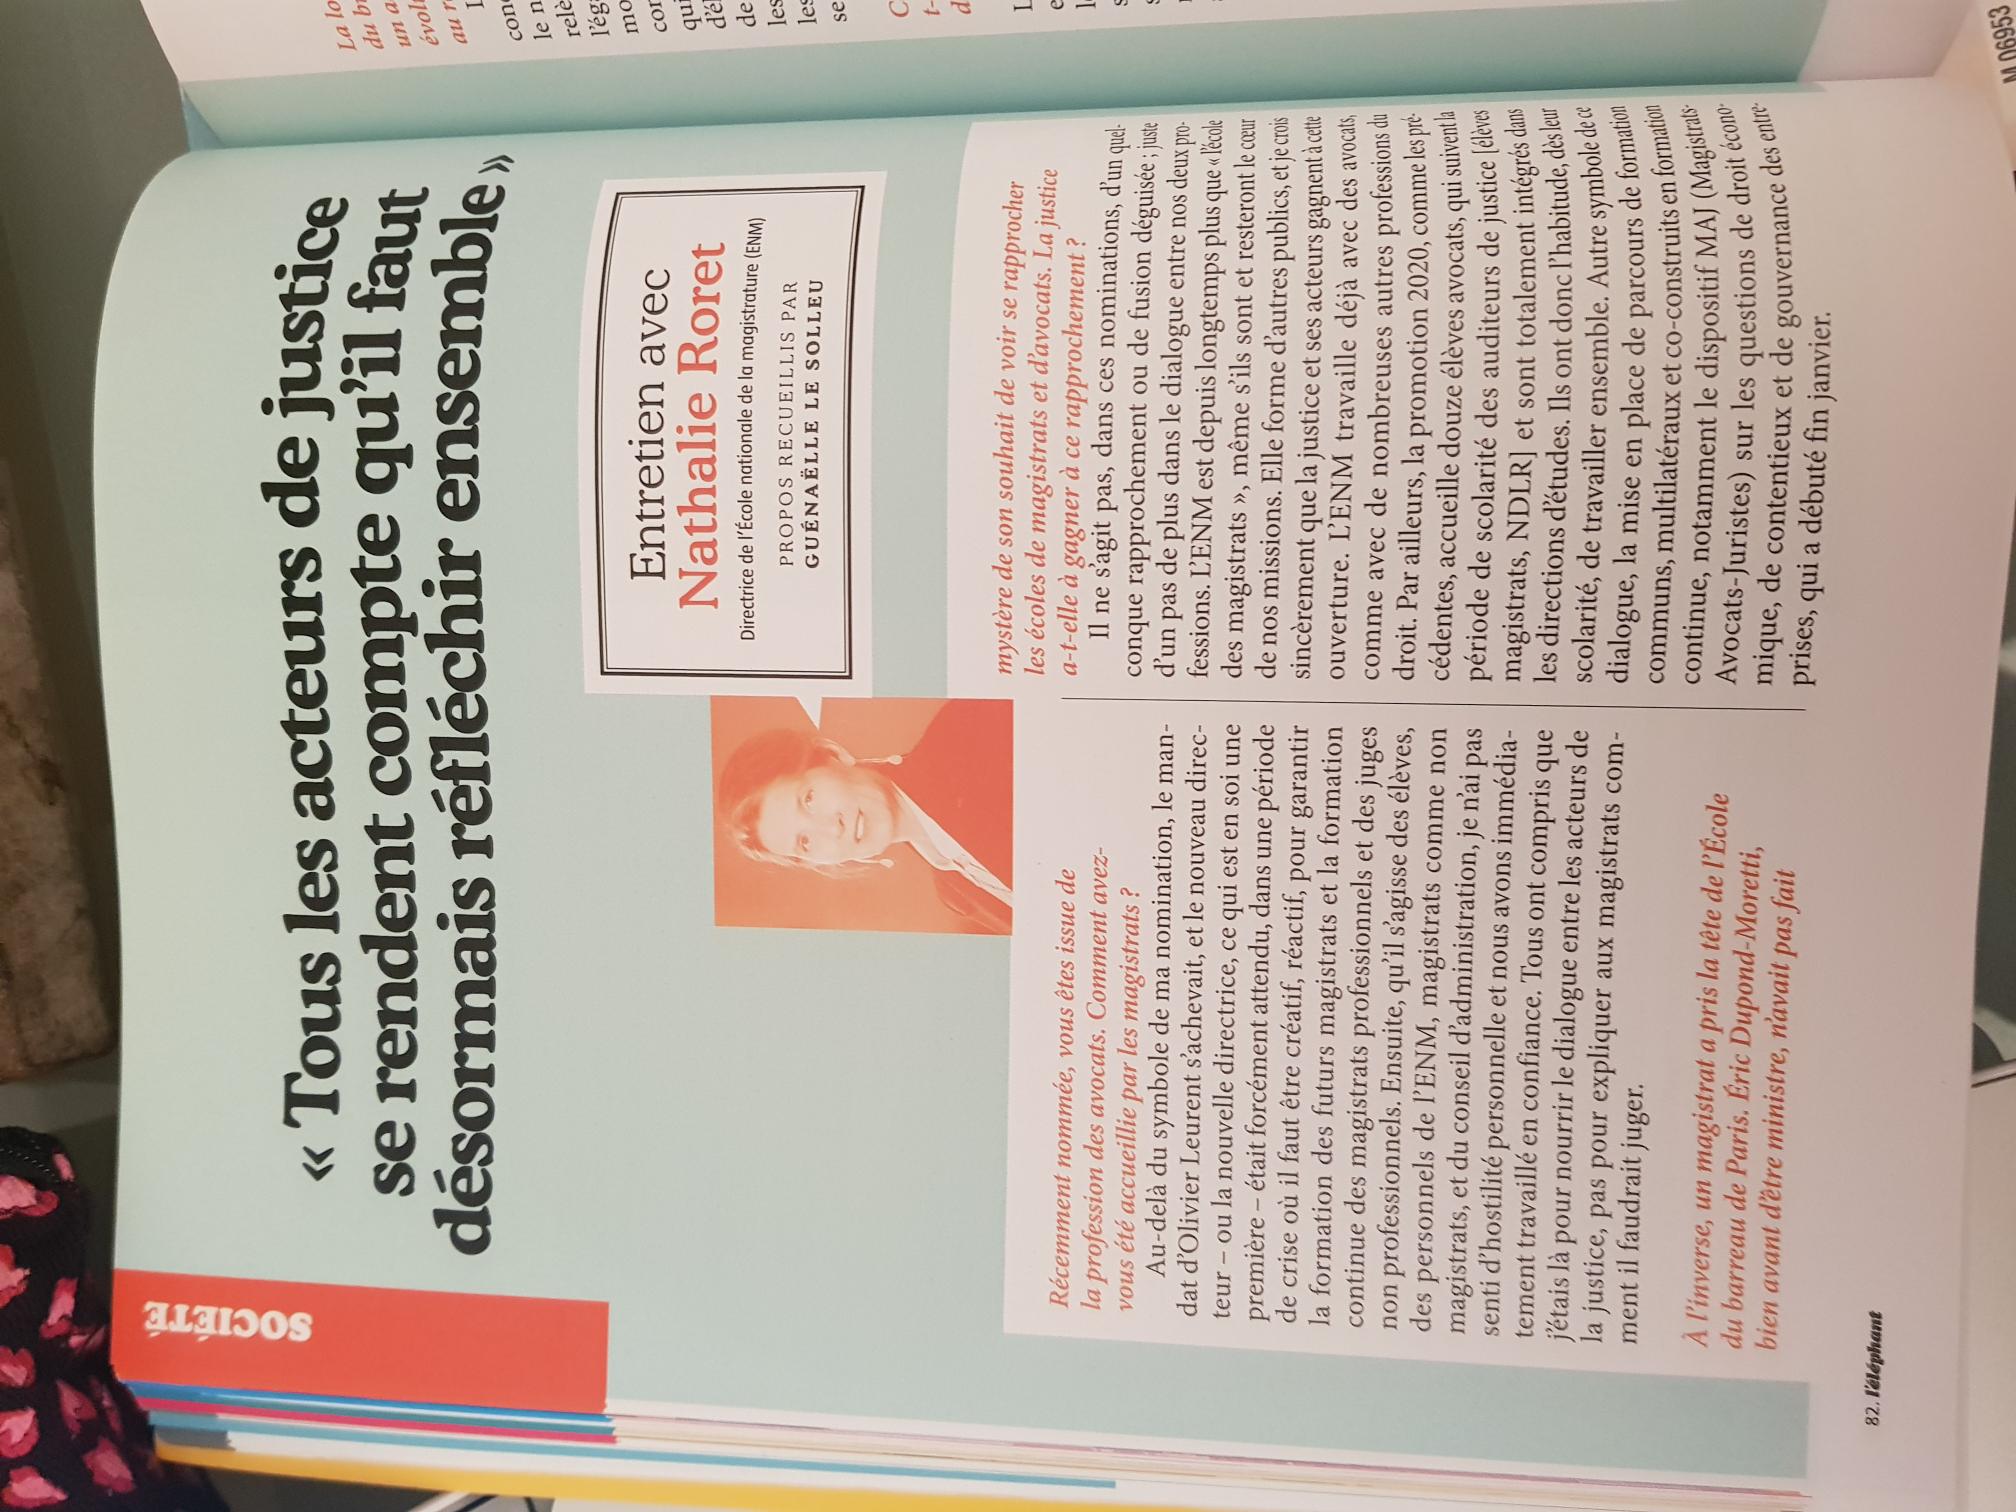 SOCIÉTÉ
« Tous les acteurs de justice
se rendent compte qu'il faut
désormais réfléchir ensemble »
Entretien avec
Nathalie Roret
Directrice de l'École nationale de la magistrature (ENM)
PROPOS RECUEILLIS PAR
GUÉNAËLLE LE SOLLEU
Récemment nommée, vous êtes issue de
la profession des avocats. Comment avez-
vous été accueillie par les magistrats ?
Au-delà du symbole de ma nomination, le man-
dat d'Olivier Leurent s'achevait, et le nouveau direc-
teur – ou la nouvelle directrice, ce qui est en soi une
première – était forcément attendu, dans une période
de crise où il faut être créatif, réactif, pour garantir
la formation des futurs magistrats et la formation
continue des magistrats professionnels et des juges
non professionnels. Ensuite, qu'il s'agisse des élèves,
des personnels de l'ENM, magistrats comme non
magistrats, et du conseil d'administration, je n'ai pas
senti d'hostilité personnelle et nous avons immédia-
tement travaillé en confiance. Tous ont compris que
j'étais là pour nourrir le dialogue entre les acteurs de
la justice, pas pour expliquer aux magistrats com-
ment il faudrait juger.
À l'inverse, un magistrat a pris la tête de l'École
du barreau de Paris. Éric Dupond-Moretti,
bien avant d'être ministre, n'avait pas fait
mystère de son souhait de voir se rapprocher
les écoles de magistrats et d'avocats. La justice
a-t-elle à gagner à ce rapprochement ?
Il ne s'agit pas, dans ces nominations, d'un quel-
conque rapprochement ou de fusion déguisée ; juste
d'un pas de plus dans le dialogue entre nos deux pro-
fessions. L'ENM est depuis longtemps plus que « l'école
des magistrats », même s'ils sont et resteront le cœur
de nos missions. Elle forme d'autres publics, et je crois
sincèrement que la justice et ses acteurs gagnent à cette
ouverture. L'ENM travaille déjà avec des avocats,
comme avec de nombreuses autres professions du
droit. Par ailleurs, la promotion 2020, comme les pré-
cédentes, accueille douze élèves avocats, qui suivent la
période de scolarité des auditeurs de justice [élèves
magistrats, NDLR] et sont totalement intégrés dans
les directions d'études. Ils ont donc l'habitude, dès leur
scolarité, de travailler ensemble. Autre symbole de ce
dialogue, la mise en place de parcours de formation
communs, multilatéraux et co-construits en formation
continue, notamment le dispositif MAJ (Magistrats-
Avocats-Juristes) sur les questions de droit écono-
mique, de contentieux et de gouvernance des entre-
prises, qui a débuté fin janvier.
82. l'éléphant
La lo
du b
un a
évol
au r
con
le n
relè
l'ég
mo
con
qui
d'él
de
les
les
se
C
t-
d
L
e
M 06953